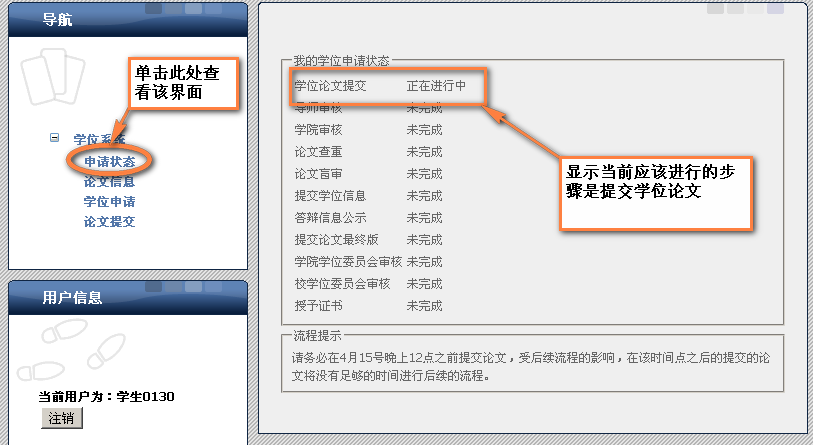 导航
单击此处查
看该界面
学位系统
申请状态
论文信息
学位申请
论文提交
用户信息
当前用户为：学生0130
注销
我的学位申请状态
学位论文提交 正在进行中
导师审核 未完成
学院审核 未完成
论文查重 未完成
论文盲审 未完成
提交学位信息 未完成
答辩信息公示 未完成
提交论文最终版 未完成
学院学位委员会审核 未完成
校学位委员会审核 未完成
授予证书 未完成
显示当前应该进行的步
骤是提交学位论文
流程提示
请务必在4月15号晚上12点之前提交论文，受后续流程的影响，在该时间点之后的提交的论
文将没有足够的时间进行后续的流程。